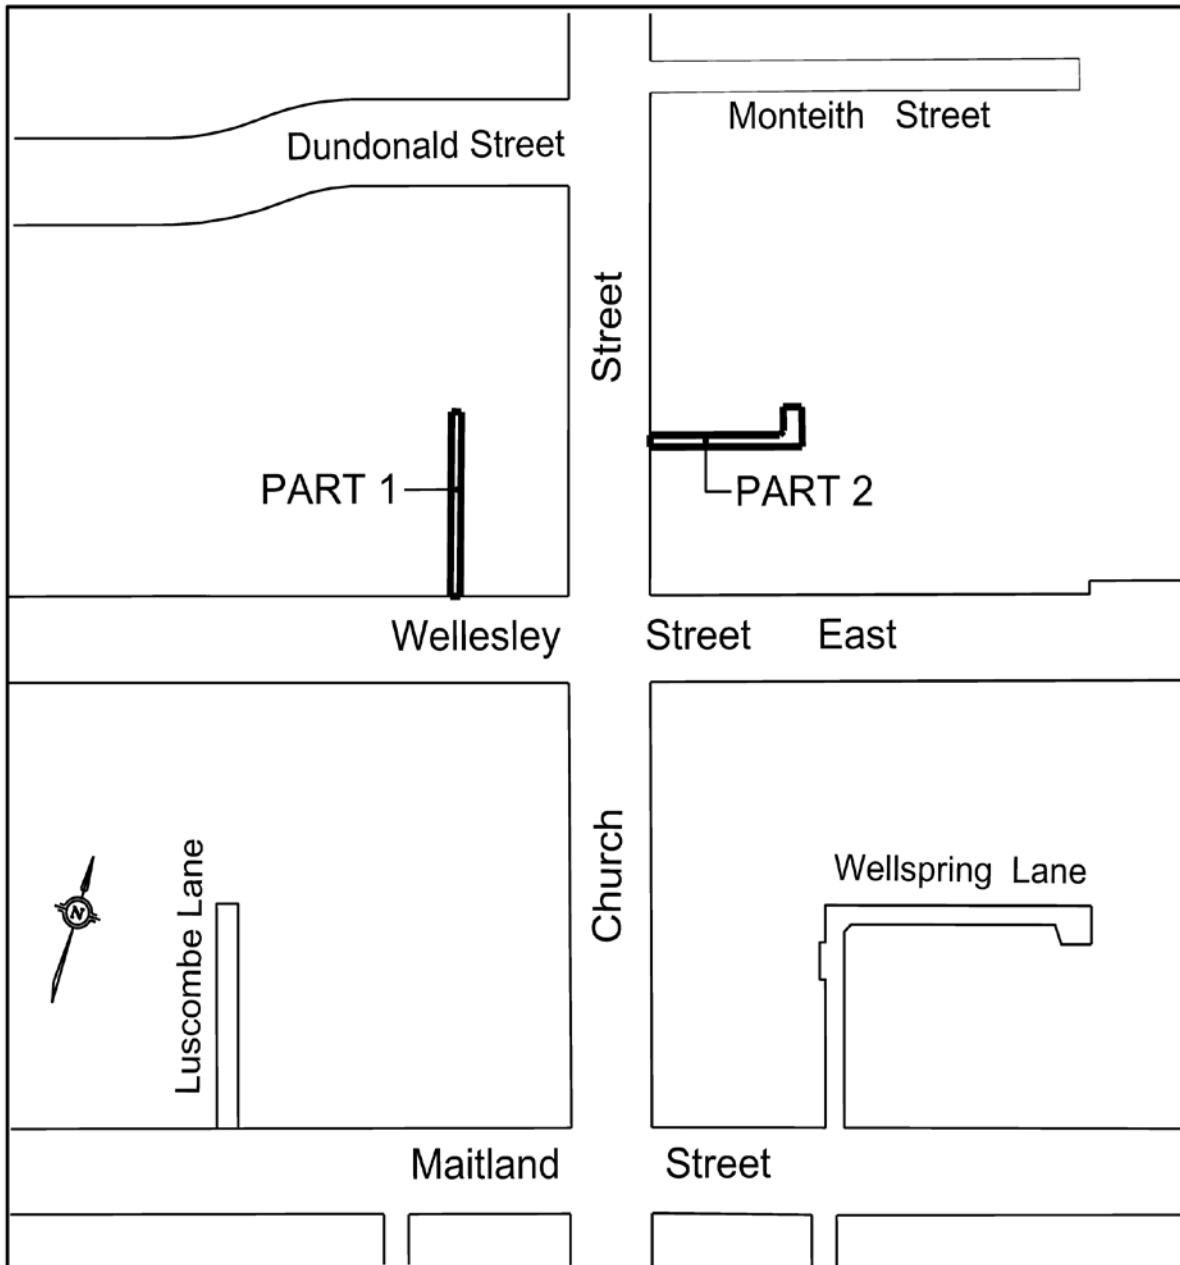 Monteith Street
Dundonald Street
Street
PART 1
PART 2
Wellesley Street East
Church
Wellspring Lane
Luscombe Lane
N
Maitland Street